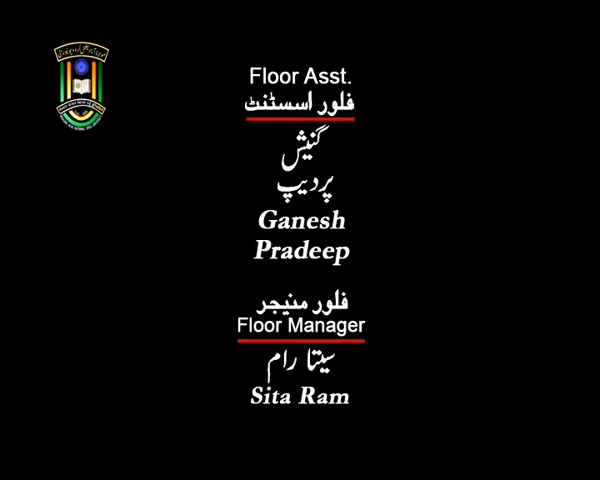 Floor Asst.
فلور اسسٹنٹ
گنیش
پردیپ
Ganesh
Pradeep
فلور منیجر
Floor Manager
سیتا رام
Sita Ram